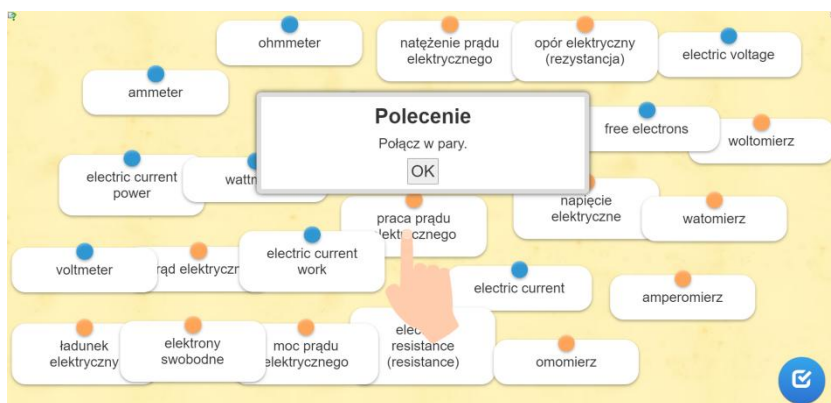 ohmmeter
natężenie prądu
elektrycznego
opór elektryczny
(rezystancja)
electric voltage
ammeter
Polecenie
Połącz w pary.
OK
free electrons
woltomierz
electric current
power
napięcie
elektryczne
watomierz
praca prądu
voltmeter
electric current
work
electric current
amperomierz
ładunek
elektryczny
elektrony
swobodne
moc prądu
elektrycznego
resistance
(resistance)
omomierz